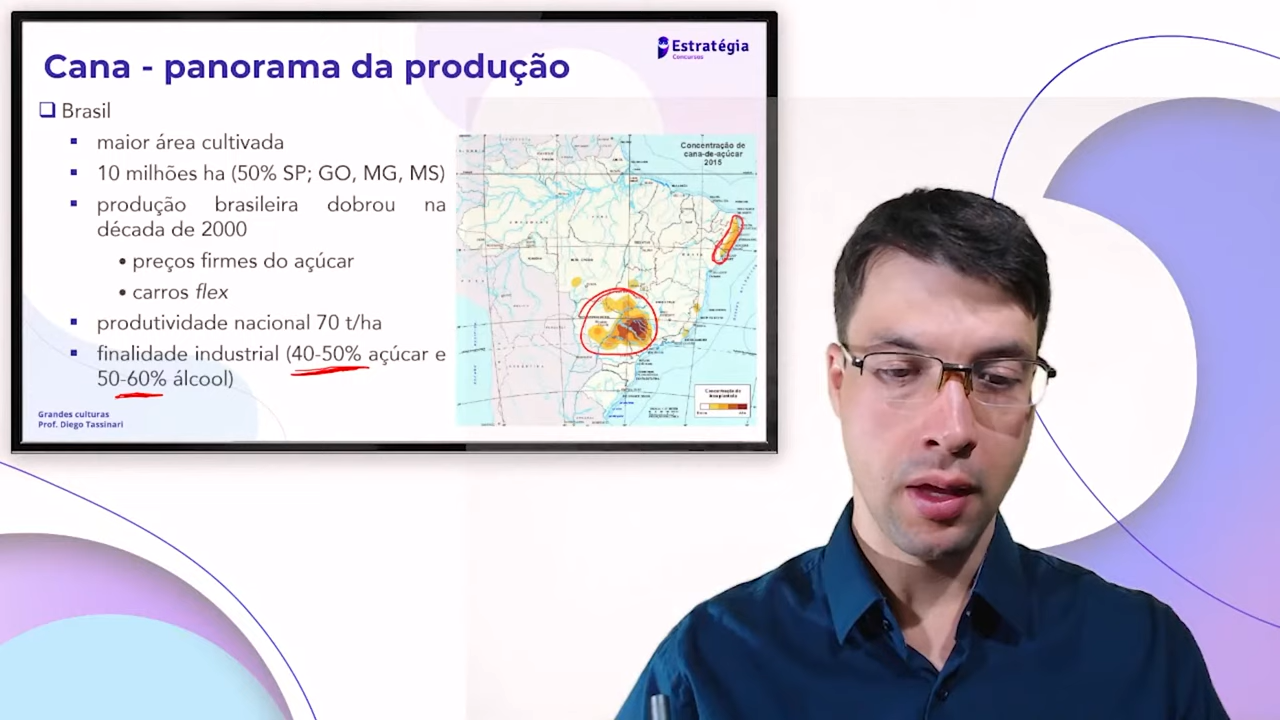 Cana - panorama da produção
Estratégia
Concursos
Brasil
maior área cultivada
10 milhões ha (50% SP; GO, MG, MS)
produção brasileira dobrou na
década de 2000
preços firmes do açúcar
carros flex
produtividade nacional 70 t/ha
finalidade industrial (40-50% açúcar e
50-60% álcool)
Concentração de
cana-de-açúcar
2015
Grandes culturas
Prof. Diego Tassinari